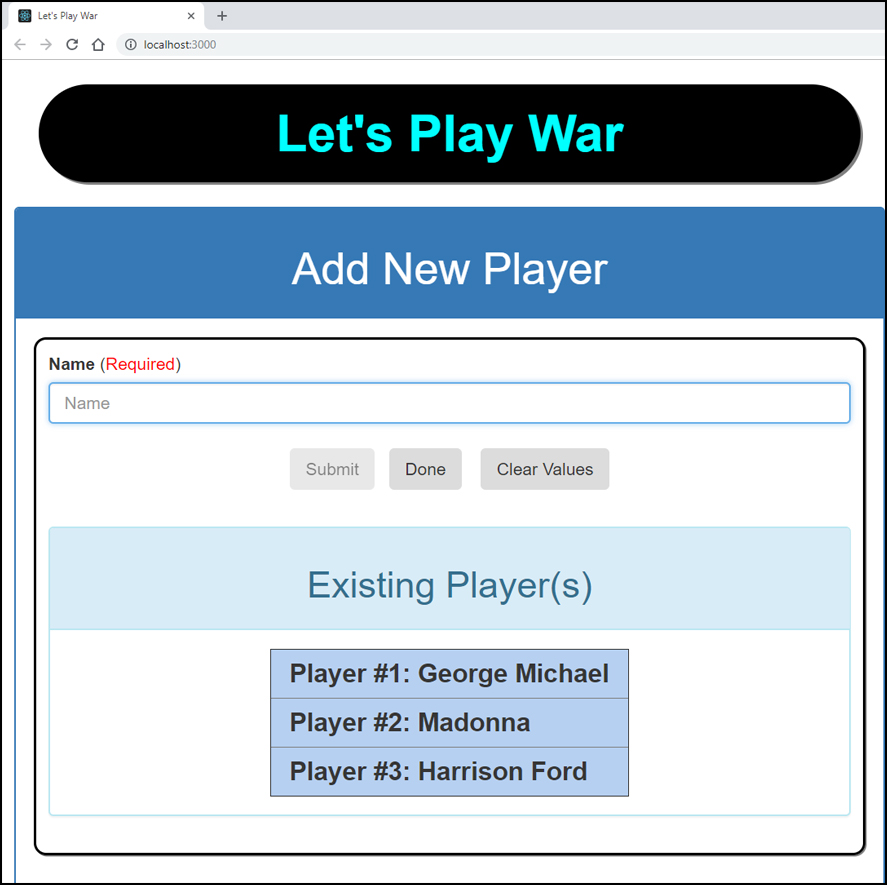 Let's Play War
localhost:3000
Let's Play War
Add New Player
Name (Required)
Name
Submit Done Clear Values
Existing Player(s)
Player #1: George Michael
Player #2: Madonna
Player #3: Harrison Ford